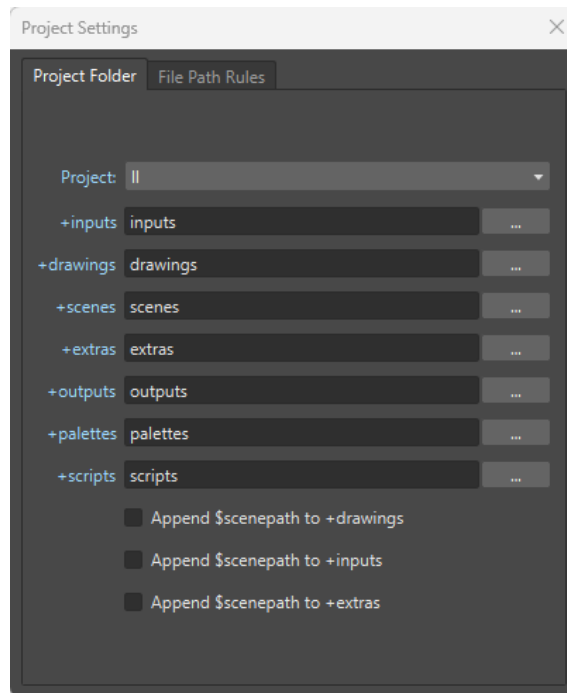 Project Settings
Project Folder
File Path Rules
Project: ll
+inputs inputs ...
+drawings drawings ...
+scenes scenes ...
+extras extras ...
+outputs outputs ...
+palettes palettes ...
+scripts scripts ...
Append $scenepath to +drawings
Append $scenepath to +inputs
Append $scenepath to +extras